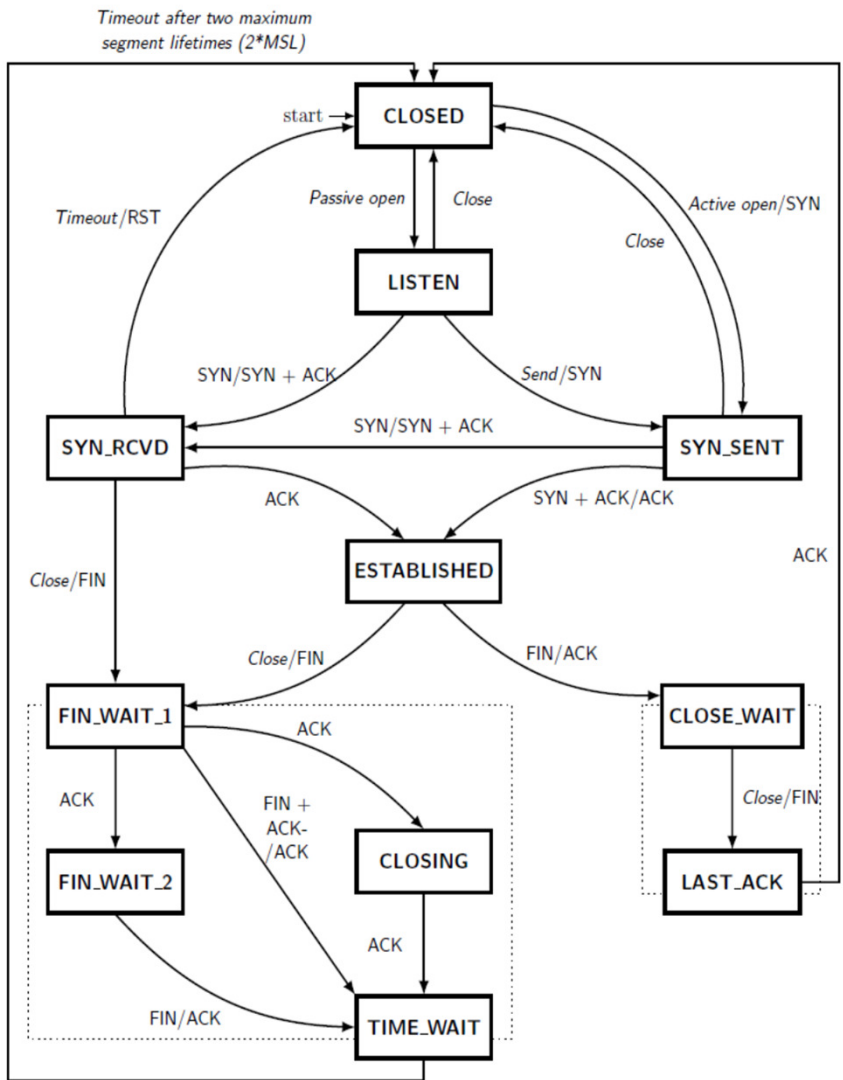 Timeout after two maximum
segment lifetimes (2*MSL)
start
CLOSED
Passive open
Close
Timeout/RST
Active open/SYN
Close
LISTEN
SYN/SYN + ACK
Send/SYN
SYN_RCVD
SYN/SYN + ACK
SYN_SENT
ACK
SYN + ACK/ACK
ESTABLISHED
ACK
Close/FIN
Close/FIN
FIN/ACK
FIN_WAIT_1
CLOSE_WAIT
ACK
ACK
FIN +
ACK-
/ACK
Close/FIN
CLOSING
FIN_WAIT_2
LAST_ACK
ACK
FIN/ACK
TIME_WAIT